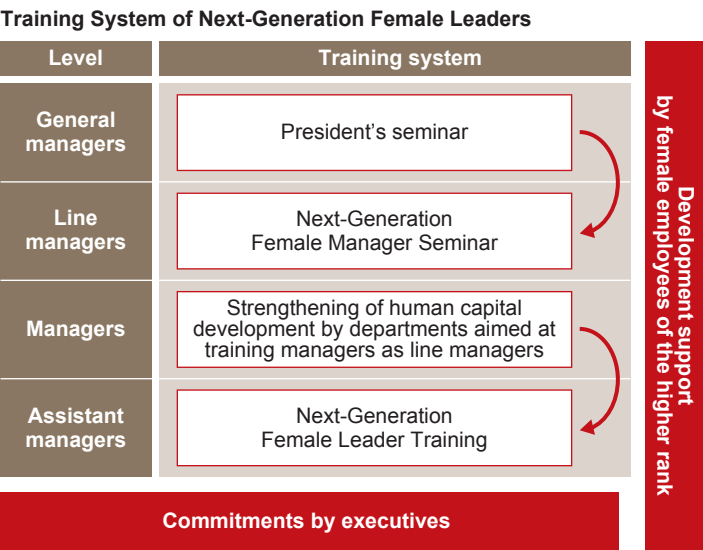 Training System of Next-Generation Female Leaders
Level
Training system
General
managers
President’s seminar
Line
managers
Next-Generation
Female Manager Seminar
Managers
Strengthening of human capital
development by departments aimed at
training managers as line managers
Assistant
managers
Next-Generation
Female Leader Training
Commitments by executives
Development support
by female employees of the higher rank